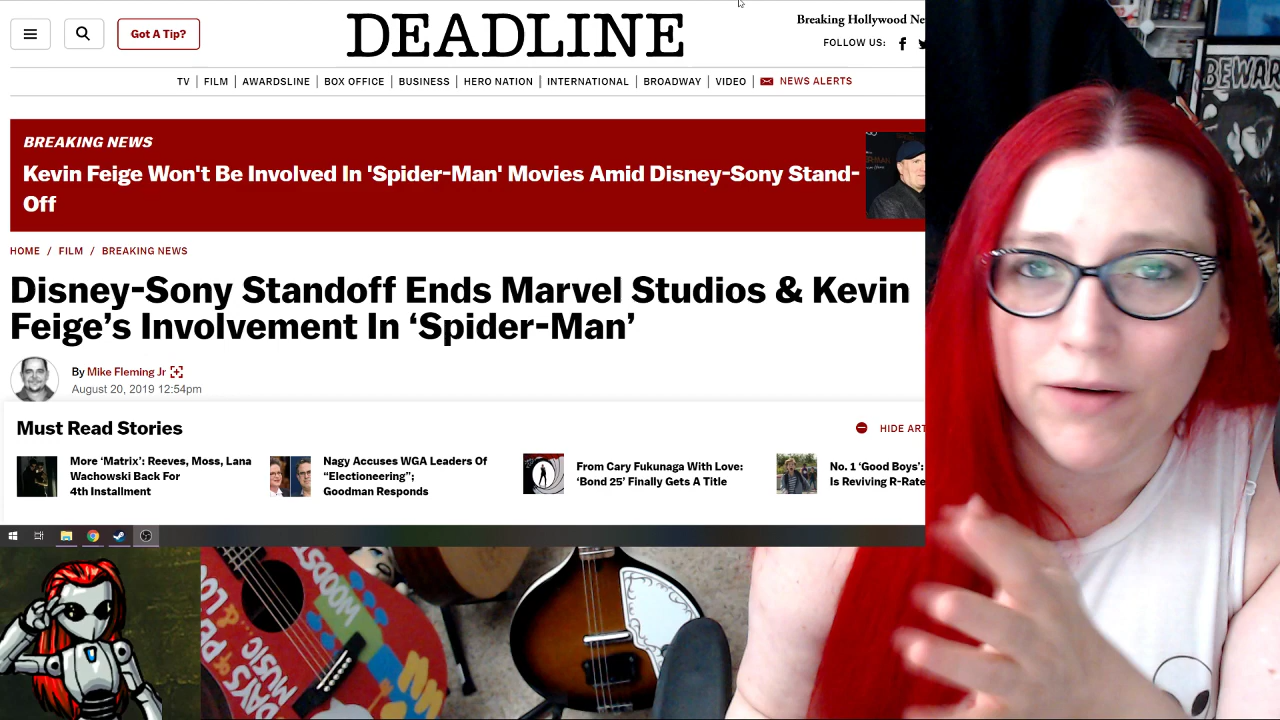 Got A Tip?
DEADLINE
Breaking Hollywood Ne
FOLLOW US:
TV | FILM | AWARDSLINE | BOX OFFICE | BUSINESS | HERO NATION | INTERNATIONAL | BROADWAY | VIDEO | NEWS ALERTS
BREAKING NEWS
Kevin Feige Won't Be Involved In 'Spider-Man' Movies Amid Disney-Sony Stand-
Off
HOME / FILM / BREAKING NEWS
Disney-Sony Standoff Ends Marvel Studios & Kevin
Feige’s Involvement In ‘Spider-Man’
By Mike Fleming Jr
August 20, 2019 12:54pm
Must Read Stories
HIDE ART
More ‘Matrix’: Reeves, Moss, Lana
Wachowski Back For
4th Installment
Nagy Accuses WGA Leaders Of
“Electioneering”;
Goodman Responds
From Cary Fukunaga With Love:
‘Bond 25’ Finally Gets A Title
No. 1 ‘Good Boys’:
Is Reviving R-Rate
BEWAR
MUSIC